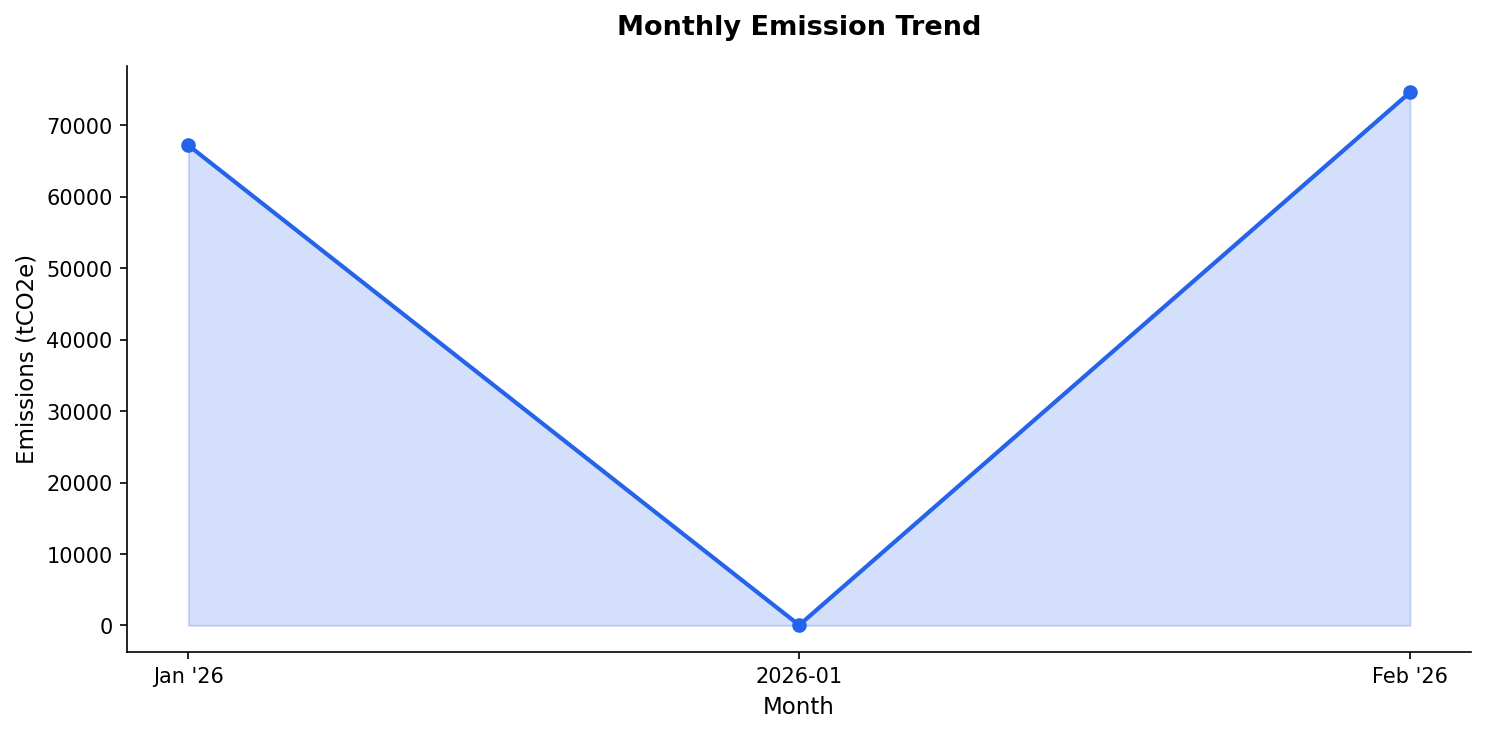 Monthly Emission Trend
Emissions (tCO2e)
70000
60000
50000
40000
30000
20000
10000
0
Jan '26
2026-01
Feb '26
Month